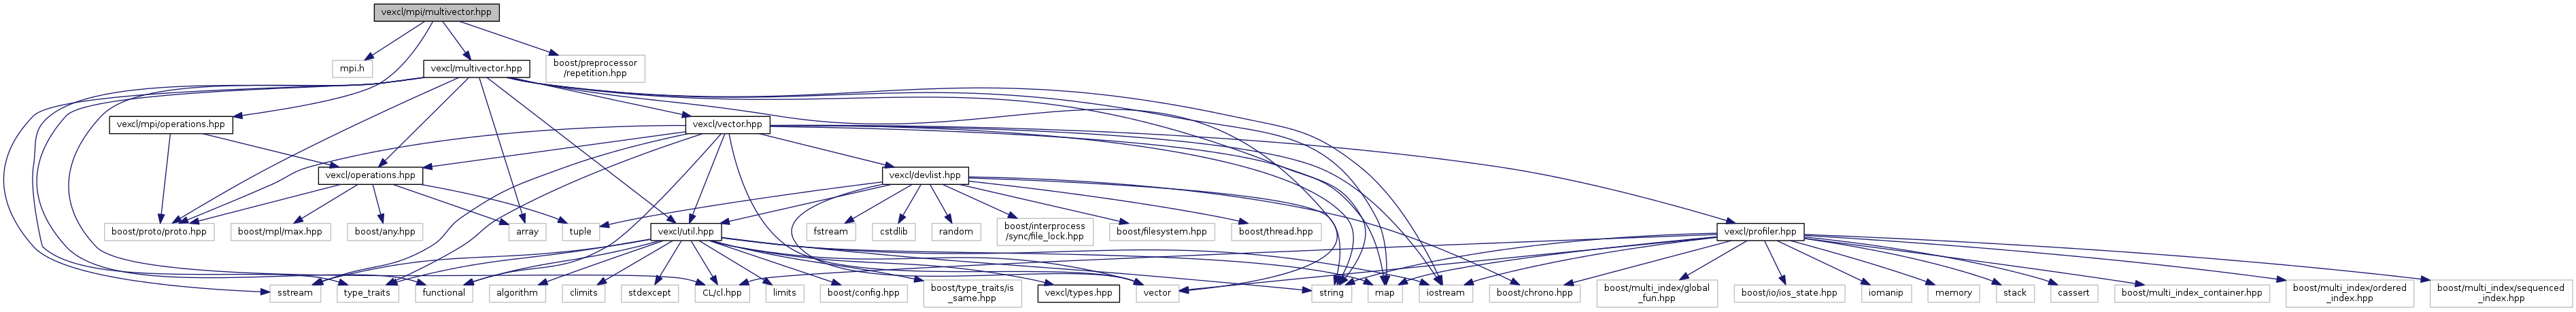 vexcl/mpi/multivector.hpp
mpi.h
vexcl/multivector.hpp
boost/preprocessor
/repetition.hpp
vexcl/mpi/operations.hpp
vexcl/vector.hpp
vexcl/operations.hpp
vexcl/devlist.hpp
boost/proto/proto.hpp
boost/mpl/max.hpp
boost/any.hpp
array
tuple
vexcl/util.hpp
fstream
cstdlib
random
boost/interprocess
/sync/file_lock.hpp
boost/filesystem.hpp
boost/thread.hpp
vexcl/profiler.hpp
sstream
type_traits
functional
algorithm
climits
stdexcept
CL/cl.hpp
limits
boost/config.hpp
boost/type_traits/is
_same.hpp
vexcl/types.hpp
vector
string
map
iostream
boost/chrono.hpp
boost/multi_index/global
_fun.hpp
boost/io/ios_state.hpp
iomanip
memory
stack
cassert
boost/multi_index_container.hpp
boost/multi_index/ordered
_index.hpp
boost/multi_index/sequenced
_index.hpp